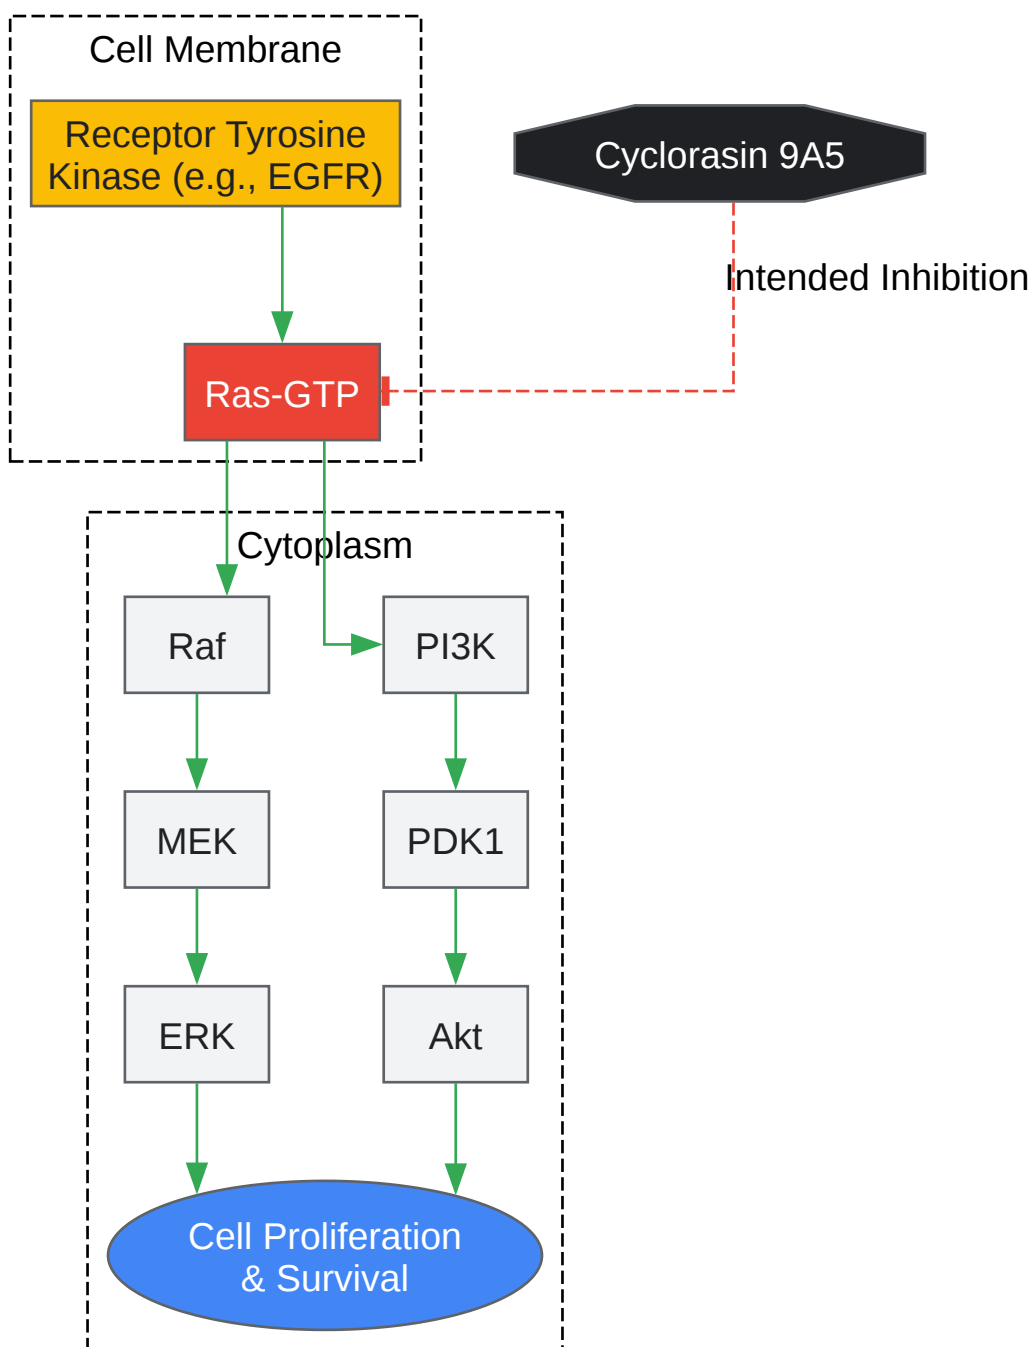 Cell Membrane
Receptor Tyrosine
Kinase (e.g., EGFR)
Cyclorasin 9A5
Intended Inhibition
Ras-GTP
Cytoplasm
Raf
PI3K
MEK
PDK1
ERK
Akt
Cell Proliferation
& Survival